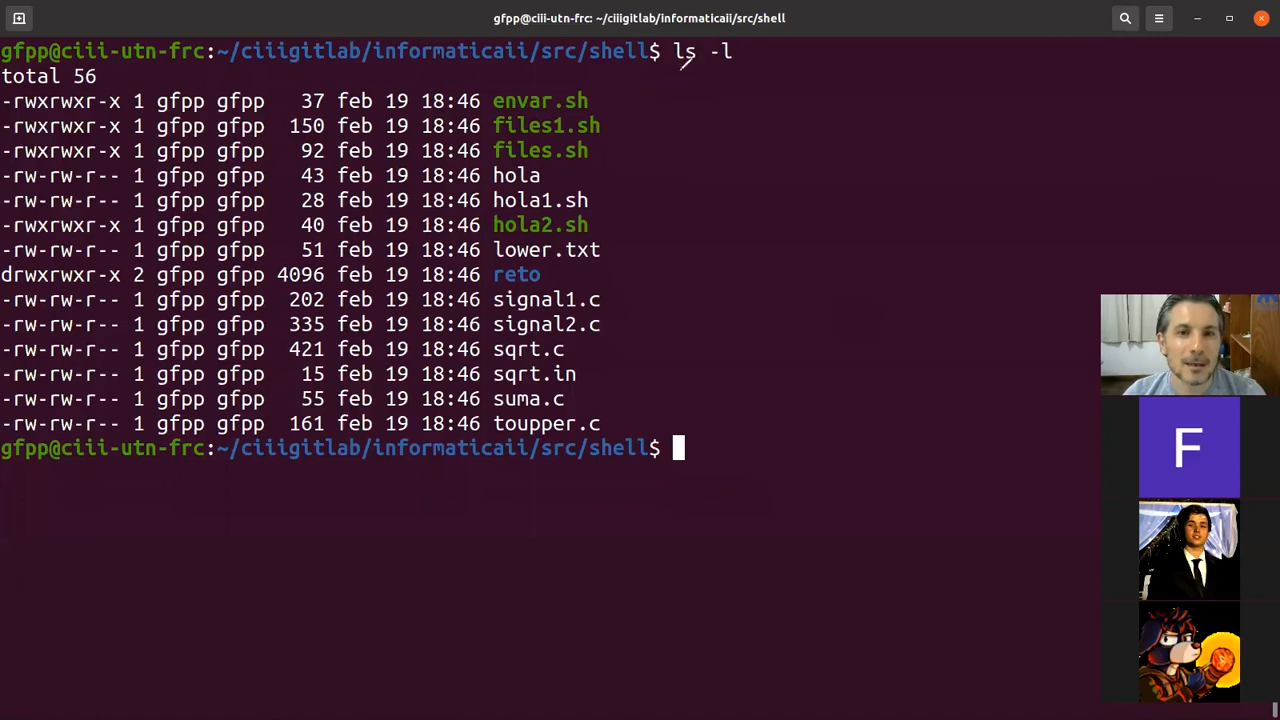 gfpp@ciii-utn-frc: ~/ciiigitlab/informaticaii/src/shell
gfpp@ciii-utn-frc:~/ciiigitlab/informaticaii/src/shell$ ls -l
total 56
-rwxrwxr-x 1 gfpp gfpp   37 feb 19 18:46 envar.sh
-rwxrwxr-x 1 gfpp gfpp  150 feb 19 18:46 files1.sh
-rwxrwxr-x 1 gfpp gfpp   92 feb 19 18:46 files.sh
-rw-rw-r-- 1 gfpp gfpp   43 feb 19 18:46 hola
-rw-rw-r-- 1 gfpp gfpp   28 feb 19 18:46 hola1.sh
-rwxrwxr-x 1 gfpp gfpp   40 feb 19 18:46 hola2.sh
-rw-rw-r-- 1 gfpp gfpp   51 feb 19 18:46 lower.txt
drwxrwxr-x 2 gfpp gfpp 4096 feb 19 18:46 reto
-rw-rw-r-- 1 gfpp gfpp  202 feb 19 18:46 signal1.c
-rw-rw-r-- 1 gfpp gfpp  335 feb 19 18:46 signal2.c
-rw-rw-r-- 1 gfpp gfpp  421 feb 19 18:46 sqrt.c
-rw-rw-r-- 1 gfpp gfpp   15 feb 19 18:46 sqrt.in
-rw-rw-r-- 1 gfpp gfpp   55 feb 19 18:46 suma.c
-rw-rw-r-- 1 gfpp gfpp  161 feb 19 18:46 toupper.c
gfpp@ciii-utn-frc:~/ciiigitlab/informaticaii/src/shell$
F